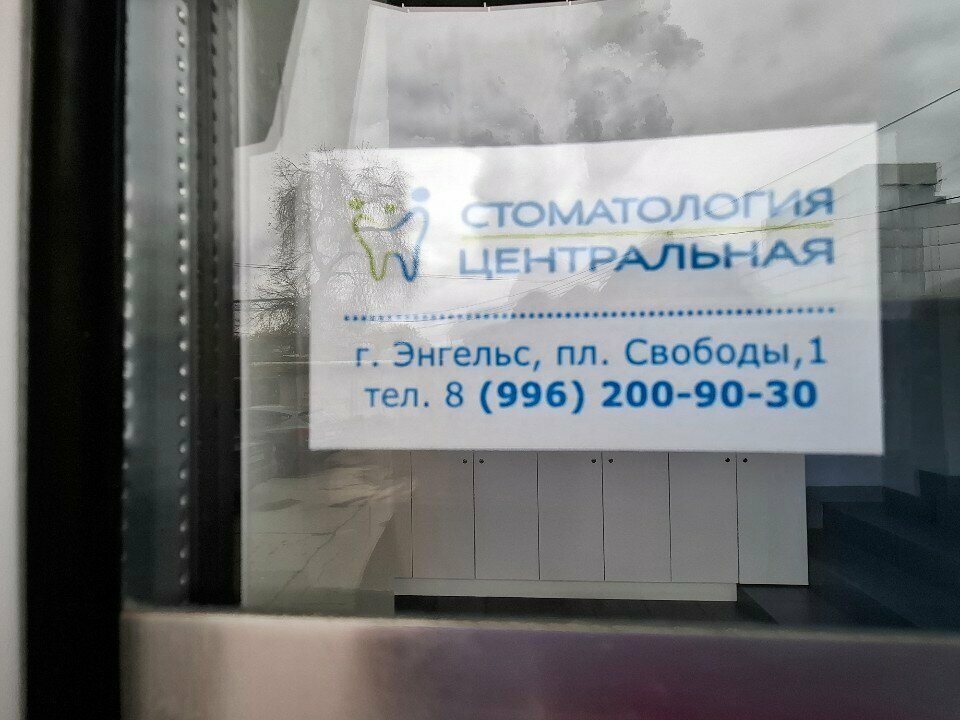 СТОМАТОЛОГИЯ
ЦЕНТРАЛЬНАЯ
г. Энгельс, пл. Свободы,1
тел. 8 (996) 200-90-30